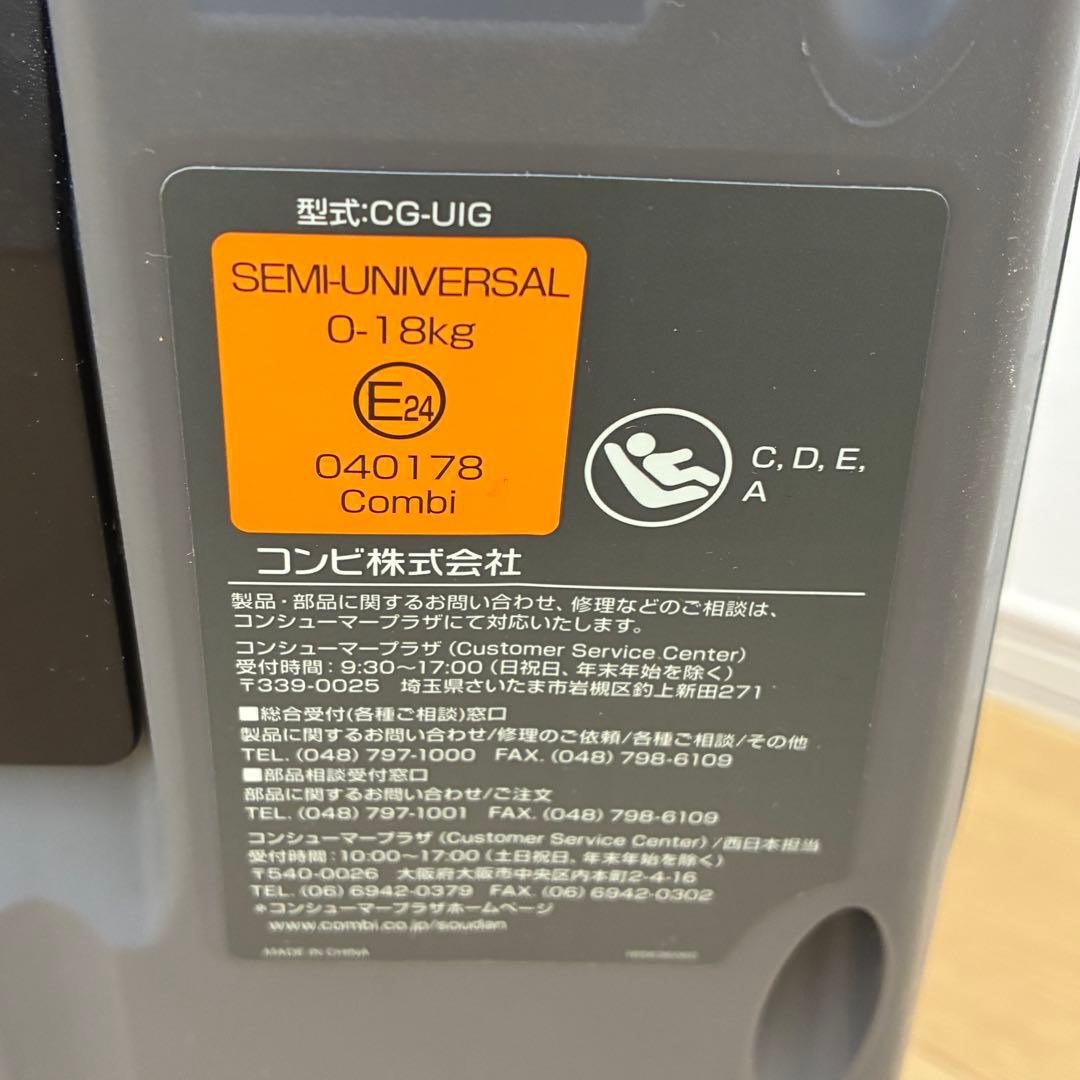 型式:CG-UIG
SEMI-UNIVERSAL
0-18kg
E24
040178
Combi
C, D, E,
A
コンビ株式会社
製品・部品に関するお問い合わせ、修理などのご相談は、
コンシューマープラザにて対応いたします。
コンシューマープラザ (Customer Service Center)
受付時間：9:30〜17:00 (日祝日、年末年始を除く)
〒339-0025 埼玉県さいたま市岩槻区釣上新田271
■総合受付(各種ご相談)窓口
製品に関するお問い合わせ/修理のご依頼/各種ご相談/その他
TEL. (048) 797-1000 FAX. (048) 798-6109
■部品相談受付窓口
部品に関するお問い合わせ/ご注文
TEL. (048) 797-1001 FAX. (048) 798-6109
コンシューマープラザ (Customer Service Center) /西日本担当
受付時間：10:00〜17:00 (土日祝日、年末年始を除く)
〒540-0026 大阪府大阪市中央区内本町2-4-16
TEL. (06) 6942-0379 FAX. (06) 6942-0302
＊コンシューマープラザホームページ
www.combi.co.jp/soudan
MADE IN CHINA